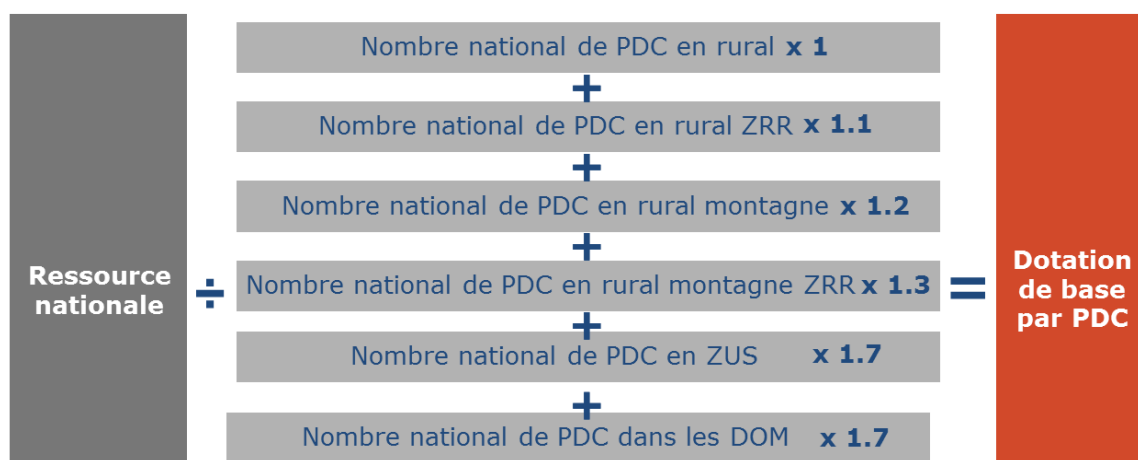 Ressource
nationale
÷
Nombre national de PDC en rural x 1
+
Nombre national de PDC en rural ZRR x 1.1
+
Nombre national de PDC en rural montagne x 1.2
+
Nombre national de PDC en rural montagne ZRR x 1.3
+
Nombre national de PDC en ZUS x 1.7
+
Nombre national de PDC dans les DOM x 1.7
=
Dotation
de base
par PDC